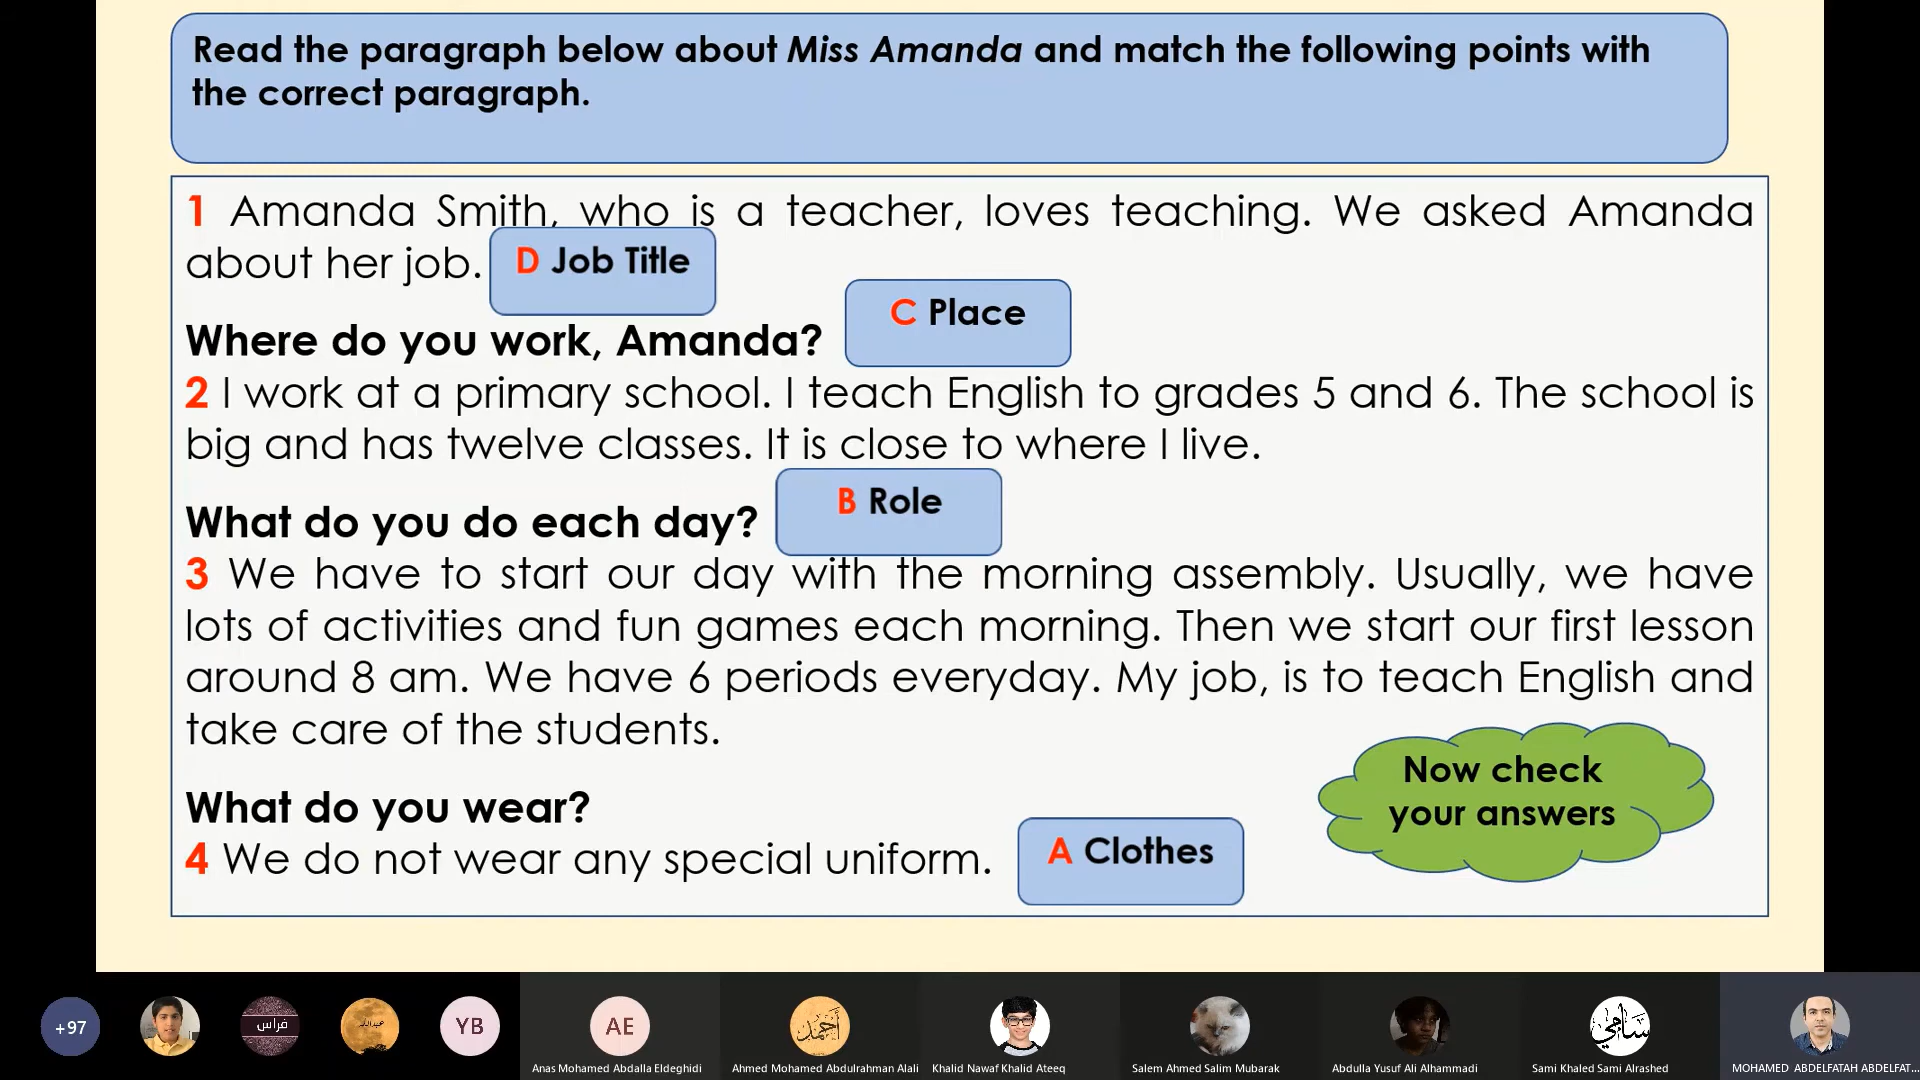 Read the paragraph below about Miss Amanda and match the following points with
the correct paragraph.
1 Amanda Smith, who is a teacher, loves teaching. We asked Amanda
about her job.
D Job Title
C Place
Where do you work, Amanda?
2 I work at a primary school. I teach English to grades 5 and 6. The school is
big and has twelve classes. It is close to where I live.
B Role
What do you do each day?
3 We have to start our day with the morning assembly. Usually, we have
lots of activities and fun games each morning. Then we start our first lesson
around 8 am. We have 6 periods everyday. My job, is to teach English and
take care of the students.
Now check
your answers
What do you wear?
4 We do not wear any special uniform.
A Clothes
+97
فراس
عبدالله
YB
AE
أحمد
سامي
Anas Mohamed Abdalla Eldeghidi
Ahmed Mohamed Abdulrahman Alali
Khalid Nawaf Khalid Ateeq
Salem Ahmed Salim Mubarak
Abdulla Yusuf Ali Alhammadi
Sami Khaled Sami Alrashed
MOHAMED ABDELFATAH ABDELFAT...